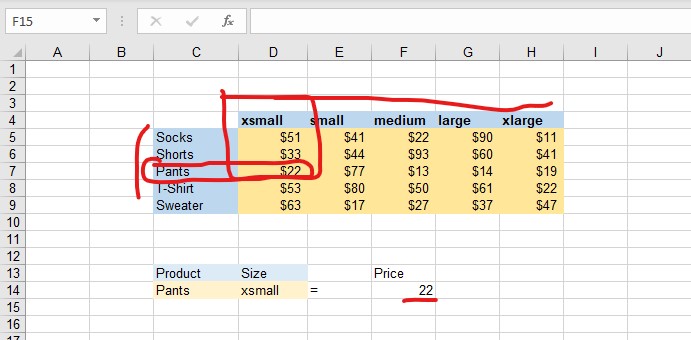 F15 fx
A B C D E F G H I J
1
2
3
4 xsmall small medium large xlarge
5 Socks $51 $41 $22 $90 $11
6 Shorts $33 $44 $93 $60 $41
7 Pants $22 $77 $13 $14 $19
8 T-Shirt $53 $80 $50 $61 $22
9 Sweater $63 $17 $27 $37 $47
10
11
12
13 Product Size Price
14 Pants xsmall = 22
15
16
17